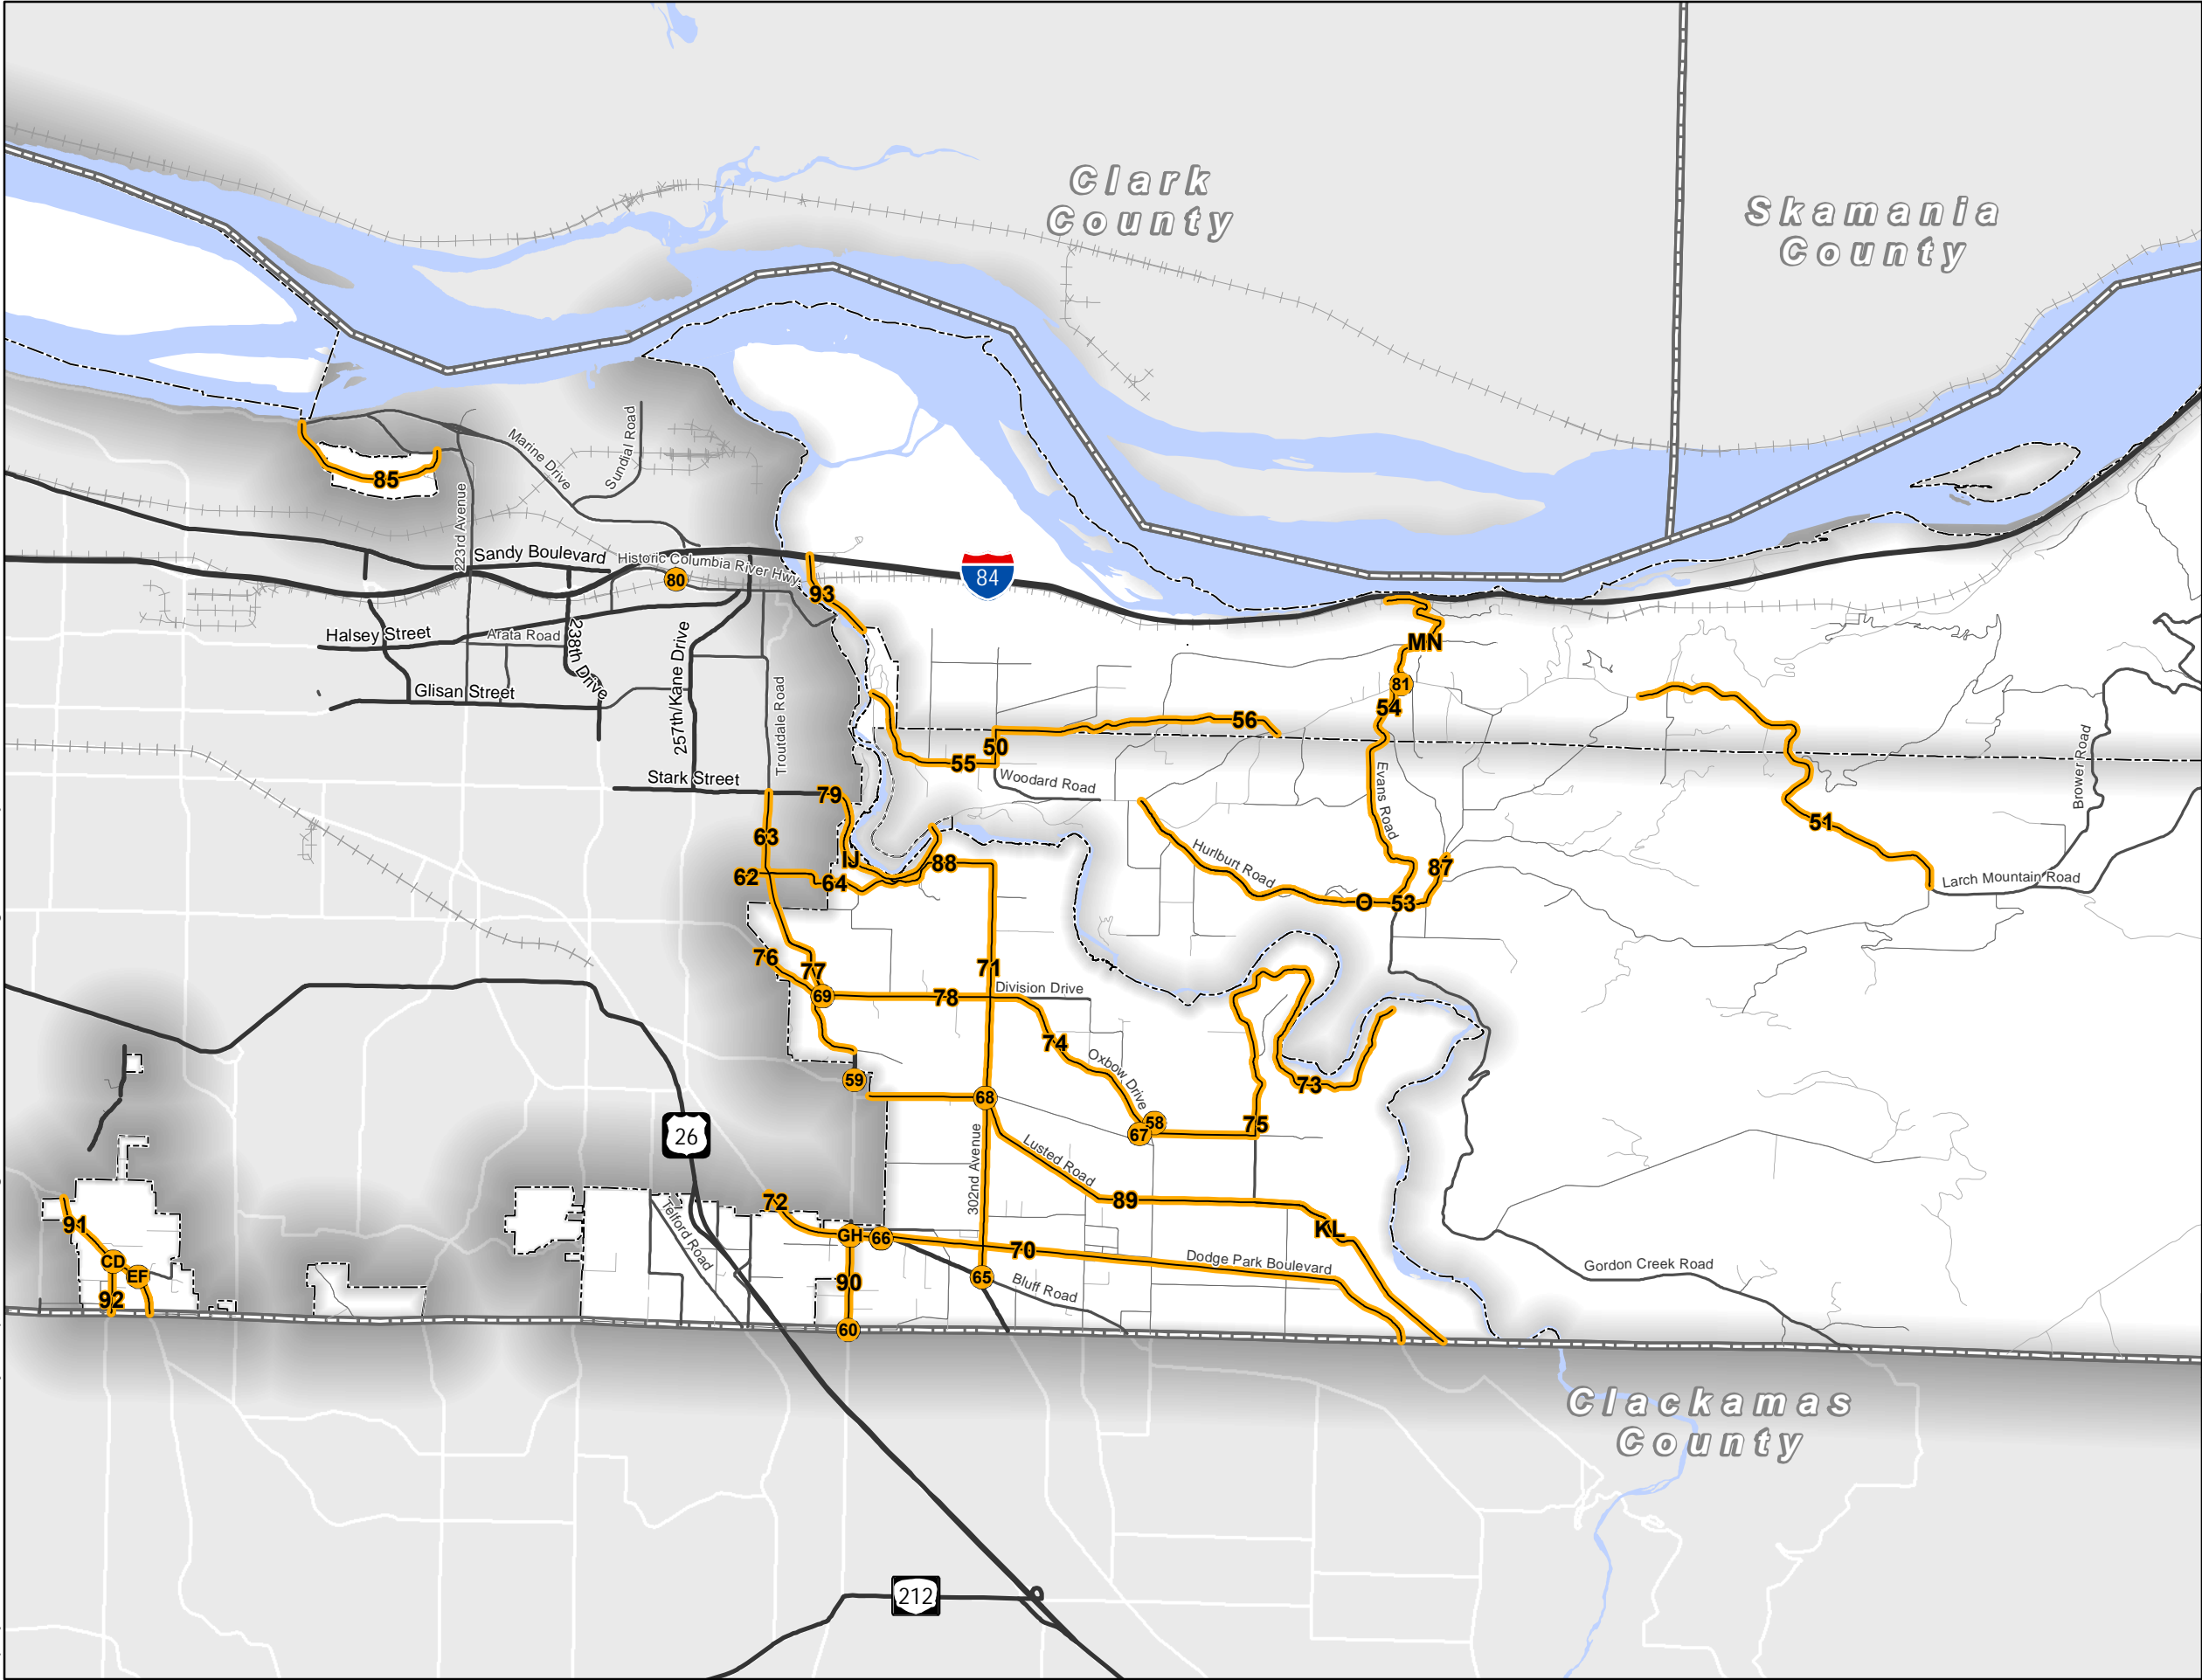 Clark
County
Skamania
County
Marine Drive
Sundial Road
85
223rd Avenue
Sandy Boulevard
Historic Columbia River Hwy
80
84
93
Halsey Street
Arata Road
238th Drive
257th/Kane Drive
Glisan Street
Troutdale Road
MN
81
54
56
50
55
Woodard Road
Stark Street
79
Evans Road
Brower Road
51
63
IJ
62
64
88
Hurlburt Road
87
O
53
Larch Mountain Road
76
77
71
69
78
Division Drive
74
Oxbow Drive
59
68
73
58
67
75
26
302nd Avenue
Lusted Road
72
89
91
Telford Road
GH
66
70
KL
Dodge Park Boulevard
CD
EF
90
65
Bluff Road
Gordon Creek Road
92
60
Clackamas
County
212